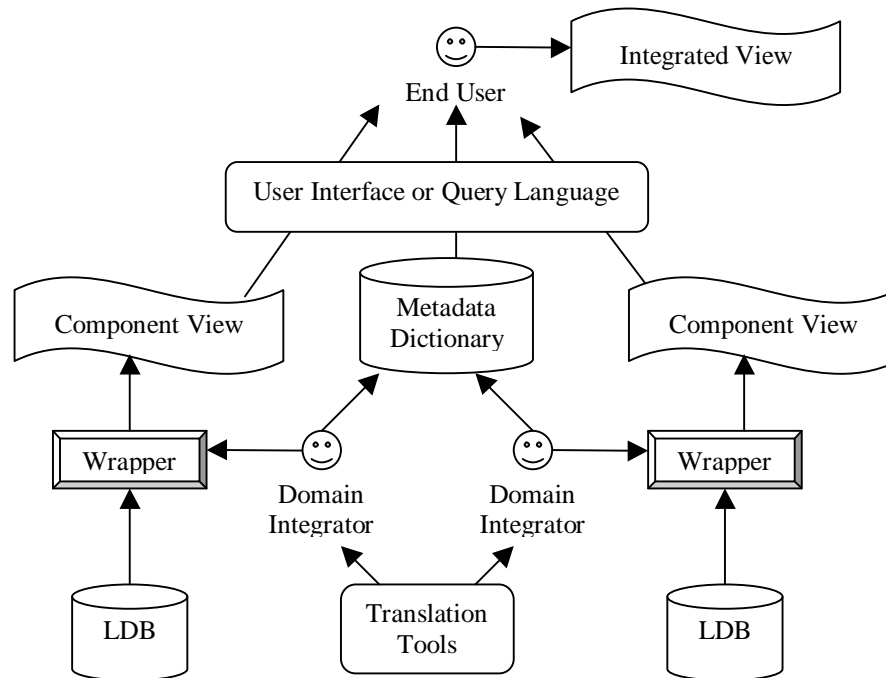 Integrated View
End User
User Interface or Query Language
Component View
Metadata
Dictionary
Component View
Wrapper
Wrapper
Domain
Integrator
Domain
Integrator
LDB
Translation
Tools
LDB